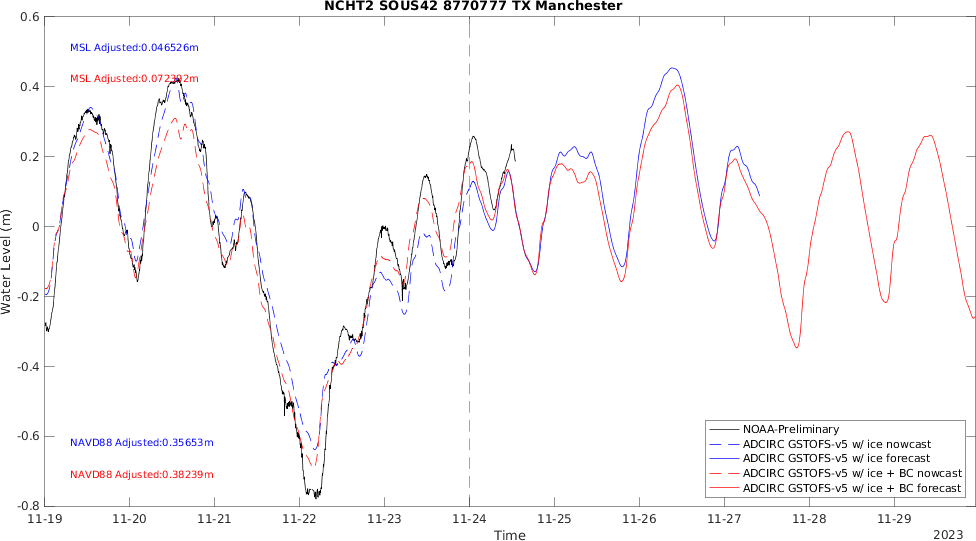 NCHT2 SOUS42 8770777 TX Manchester
0.6
MSL Adjusted:0.046526m
MSL Adjusted:0.072392m
0.4
0.2
0
-0.2
-0.4
-0.6
-0.8
Water Level (m)
NAVD88 Adjusted:0.35653m
NAVD88 Adjusted:0.38239m
NOAA-Preliminary
ADCIRC GSTOFS-v5 w/ ice nowcast
ADCIRC GSTOFS-v5 w/ ice forecast
ADCIRC GSTOFS-v5 w/ ice + BC nowcast
ADCIRC GSTOFS-v5 w/ ice + BC forecast
11-19 11-20 11-21 11-22 11-23 11-24 11-25 11-26 11-27 11-28 11-29
Time
2023